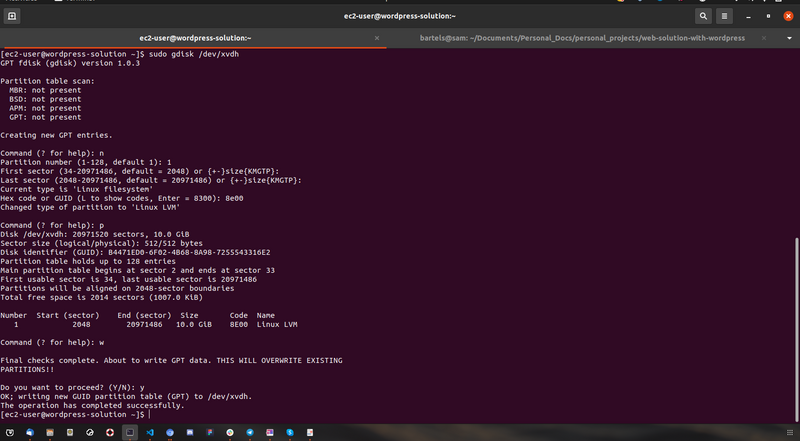 ec2-user@wordpress-solution:~
ec2-user@wordpress-solution:~
bartels@sam: ~/Documents/Personal_Docs/personal_projects/web-solution-with-wordpress
[ec2-user@wordpress-solution ~]$ sudo gdisk /dev/xvdh
GPT fdisk (gdisk) version 1.0.3
Partition table scan:
MBR: not present
BSD: not present
APM: not present
GPT: not present
Creating new GPT entries.
Command (? for help): n
Partition number (1-128, default 1): 1
First sector (34-20971486, default = 2048) or {+-}size{KMGTP}:
Last sector (2048-20971486, default = 20971486) or {+-}size{KMGTP}:
Current type is 'Linux filesystem'
Hex code or GUID (L to show codes, Enter = 8300): 8e00
Changed type of partition to 'Linux LVM'
Command (? for help): p
Disk /dev/xvdh: 20971520 sectors, 10.0 GiB
Sector size (logical/physical): 512/512 bytes
Disk identifier (GUID): B4471ED0-6F02-4B68-8A98-7255543316E2
Partition table holds up to 128 entries
Main partition table begins at sector 2 and ends at sector 33
First usable sector is 34, last usable sector is 20971486
Partitions will be aligned on 2048-sector boundaries
Total free space is 2014 sectors (1007.0 KiB)
Number Start (sector) End (sector) Size Code Name
1 2048 20971486 10.0 GiB 8E00 Linux LVM
Command (? for help): w
Final checks complete. About to write GPT data. THIS WILL OVERWRITE EXISTING
PARTITIONS!!
Do you want to proceed? (Y/N): y
OK; writing new GUID partition table (GPT) to /dev/xvdh.
The operation has completed successfully.
[ec2-user@wordpress-solution ~]$